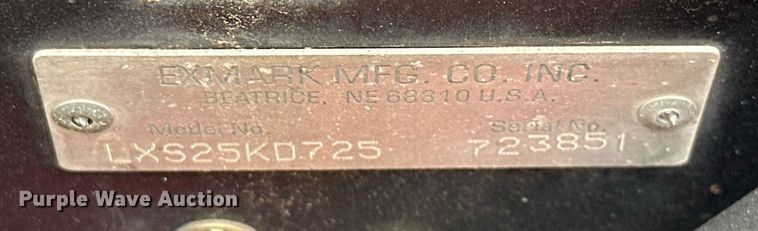 EXMARK MFG. CO. INC.
BEATRICE, NE 68310 U.S.A.
Model No. Serial No.
LXS25KD725 723851
Purple Wave Auction